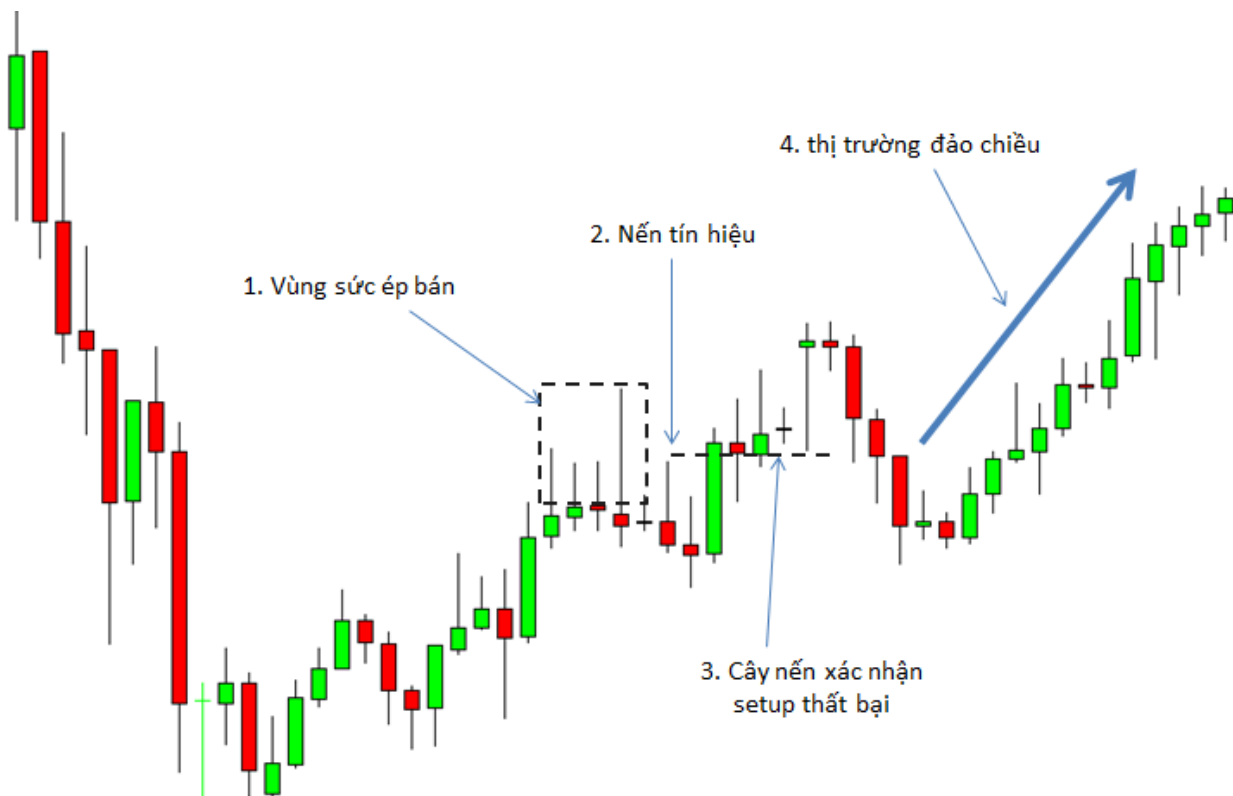 4. thị trường đảo chiều
2. Nến tín hiệu
1. Vùng sức ép bán
3. Cây nến xác nhận
setup thất bại